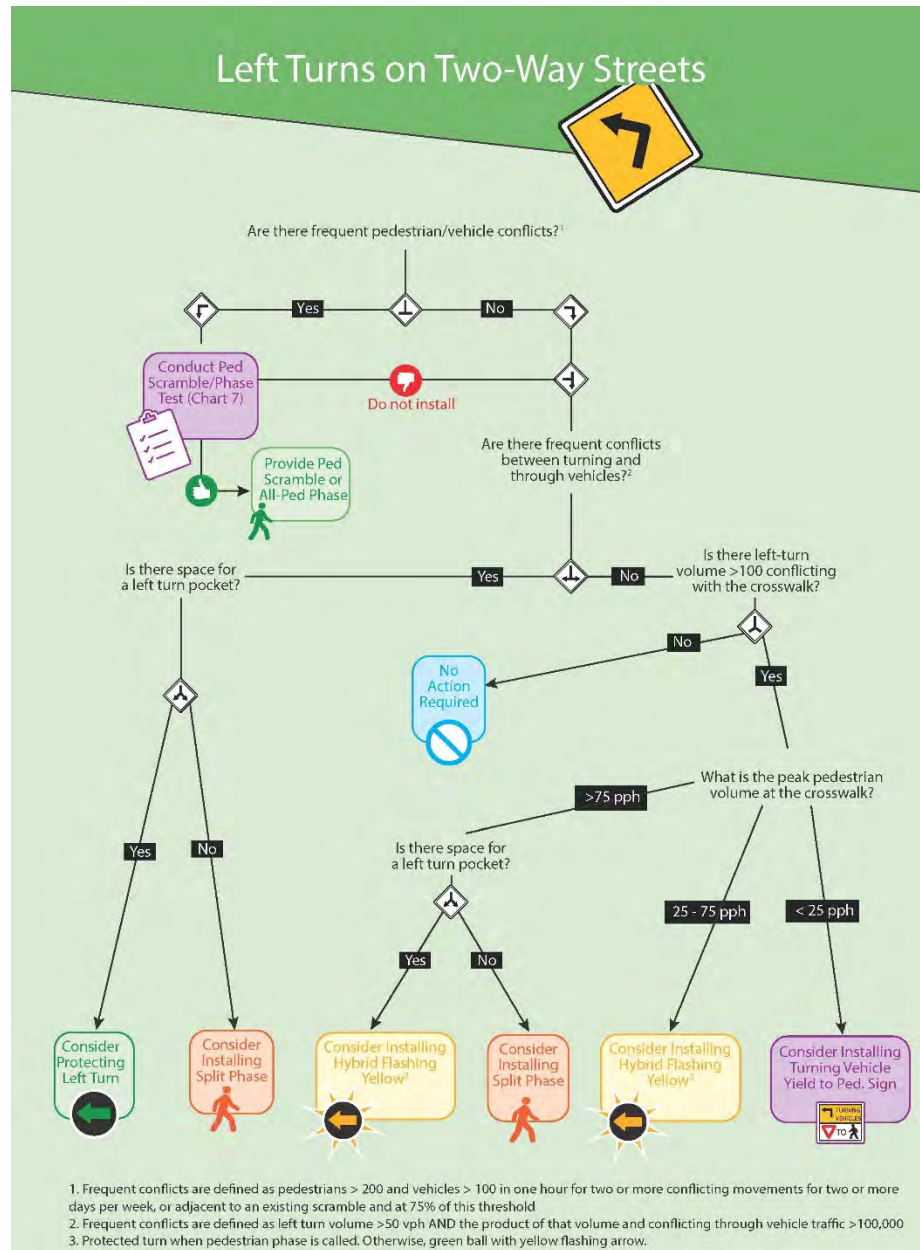 Left Turns on Two-Way Streets
Are there frequent pedestrian/vehicle conflicts?1
Yes
No
Conduct Ped
Scramble/Phase
Test (Chart 7)
Do not install
Provide Ped
Scramble or
All-Ped Phase
Are there frequent conflicts
between turning and
through vehicles?2
Yes
No
Is there space for
a left turn pocket?
Is there left-turn
volume >100 conflicting
with the crosswalk?
No
Yes
No
Action
Required
What is the peak pedestrian
volume at the crosswalk?
>75 pph
25 - 75 pph
< 25 pph
Is there space for
a left turn pocket?
Yes
No
Yes
No
Consider
Protecting
Left Turn
Consider
Installing
Split Phase
Consider Installing
Hybrid Flashing
Yellow3
Consider
Installing
Split Phase
Consider Installing
Hybrid Flashing
Yellow3
Consider Installing
Turning Vehicle
Yield to Ped. Sign
TURNING
VEHICLES
TO
1. Frequent conflicts are defined as pedestrians > 200 and vehicles > 100 in one hour for two or more conflicting movements for two or more
days per week, or adjacent to an existing scramble and at 75% of this threshold
2. Frequent conflicts are defined as left turn volume >50 vph AND the product of that volume and conflicting through vehicle traffic >100,000
3. Protected turn when pedestrian phase is called. Otherwise, green ball with yellow flashing arrow.